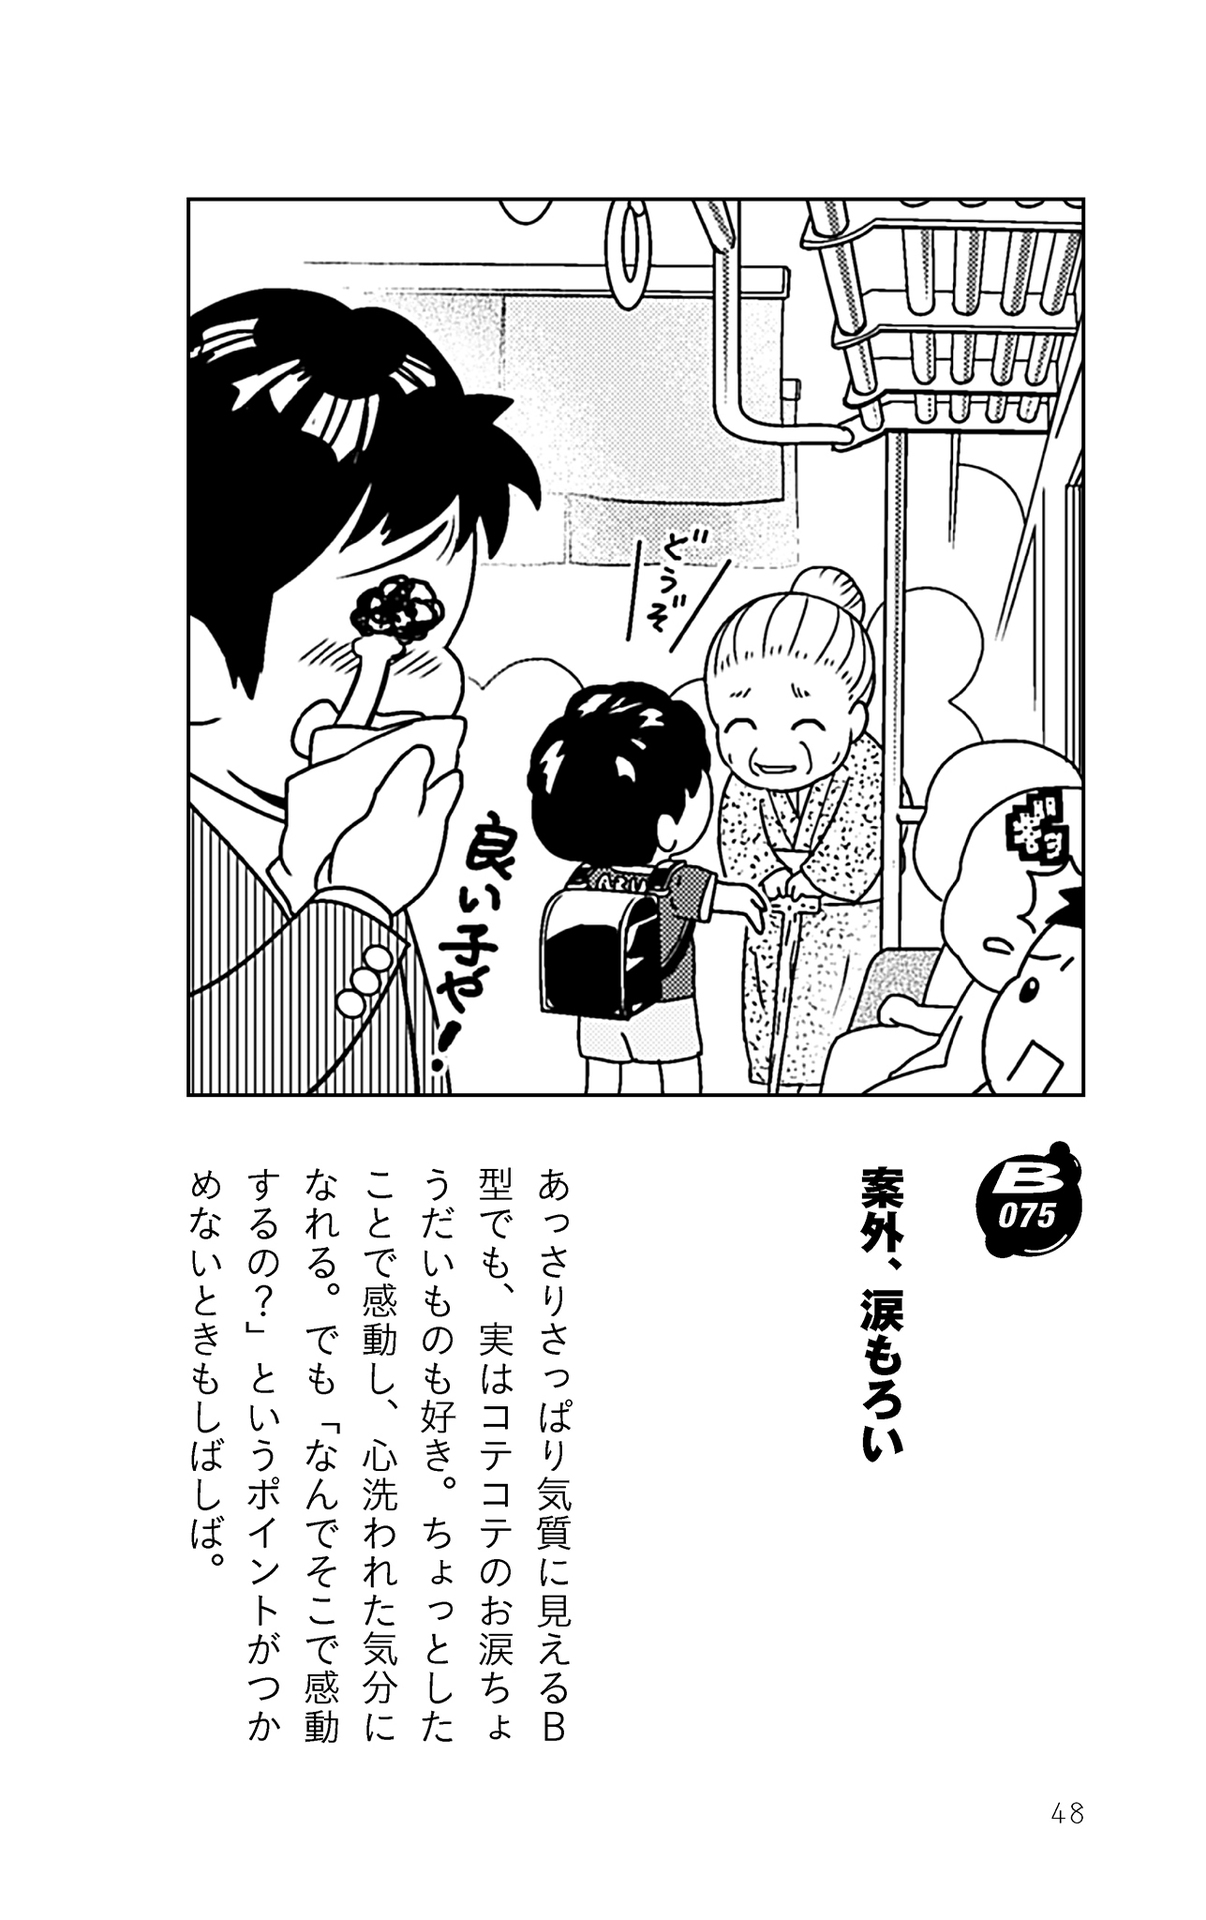 どうぞ
良い子や！
B
075
案外、涙もろい
あっさりさっぱり気質に見えるB
型でも、実はコテコテのお涙ちょ
うだいものも好き。ちょっとした
ことで感動し、心洗われた気分に
なれる。でも「なんでそこで感動
するの？」というポイントがつか
めないときもしばしば。
48